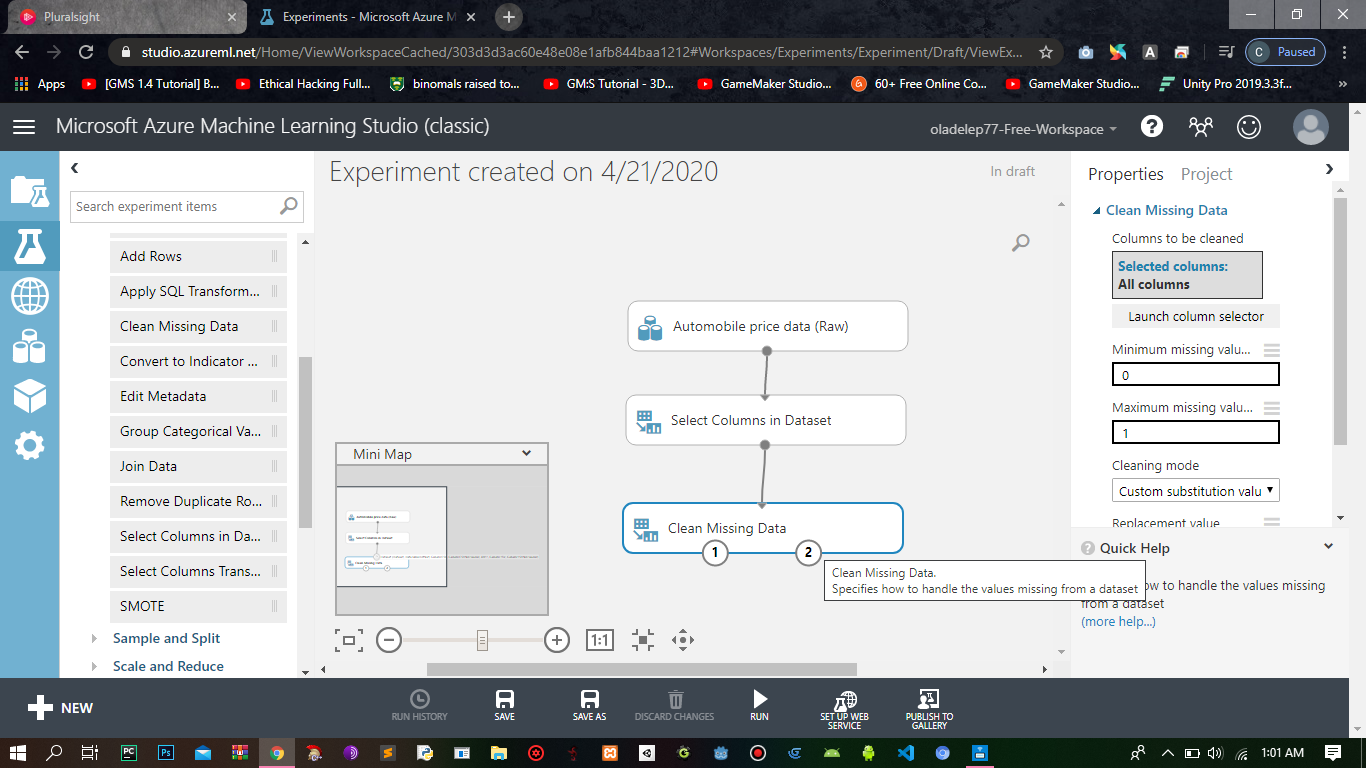 Pluralsight
Experiments - Microsoft Azure M
studio.azureml.net/Home/ViewWorkspaceCached/303d3d3ac60e48e08e1afb844baa1212#Workspaces/Experiments/Experiment/Draft/ViewEx...
A
C Paused
Apps
[GMS 1.4 Tutorial] B...
Ethical Hacking Full...
binomals raised to...
GM:S Tutorial - 3D...
GameMaker Studio...
60+ Free Online Co...
GameMaker Studio...
Unity Pro 2019.3.3f...
»
Microsoft Azure Machine Learning Studio (classic)
oladelep77-Free-Workspace
?
Search experiment items
Add Rows
Apply SQL Transform...
Clean Missing Data
Convert to Indicator ...
Edit Metadata
Group Categorical Va...
Join Data
Remove Duplicate Ro...
Select Columns in Da...
Select Columns Trans...
SMOTE
Sample and Split
Scale and Reduce
Experiment created on 4/21/2020
In draft
Automobile price data (Raw)
Select Columns in Dataset
Clean Missing Data
1
2
Clean Missing Data.
Specifies how to handle the values missing from a dataset
Mini Map
1:1
Properties
Project
Clean Missing Data
Columns to be cleaned
Selected columns:
All columns
Launch column selector
Minimum missing valu...
0
Maximum missing valu...
1
Cleaning mode
Custom substitution valu
Replacement value
? Quick Help
how to handle the values missing
from a dataset
(more help...)
NEW
RUN HISTORY
SAVE
SAVE AS
DISCARD CHANGES
RUN
SET UP WEB
SERVICE
PUBLISH TO
GALLERY
1:01 AM